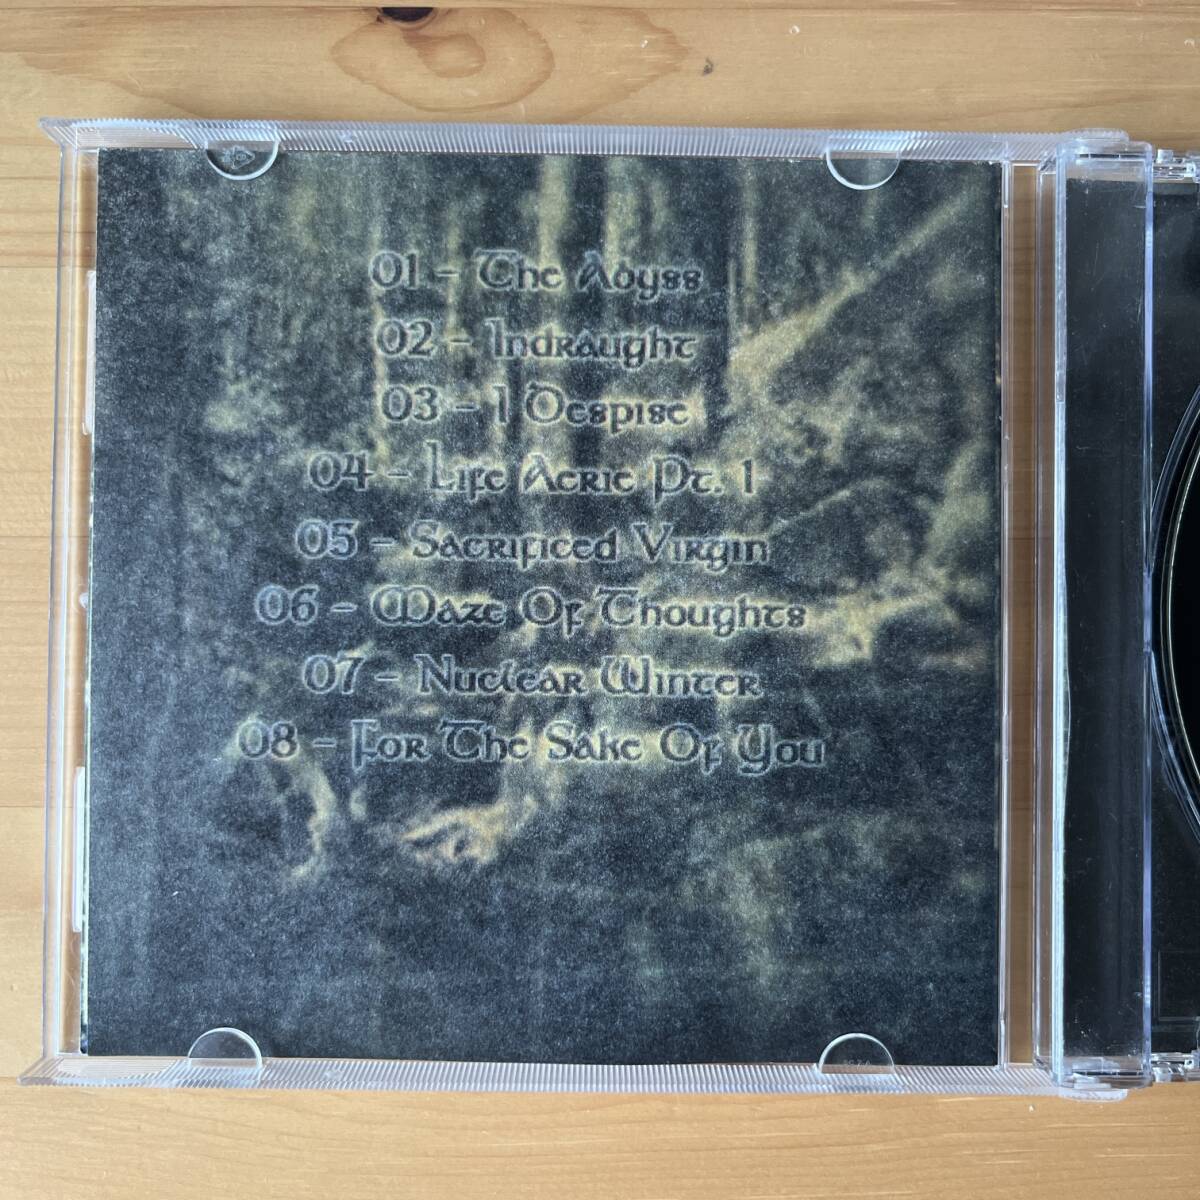 01 - The Abyss
02 - Indraught
03 - I Despise
04 - Life Aerie Pt. 1
05 - Sacrificed Virgin
06 - Maze Of Thoughts
07 - Nuclear Winter
08 - For The Sake Of You